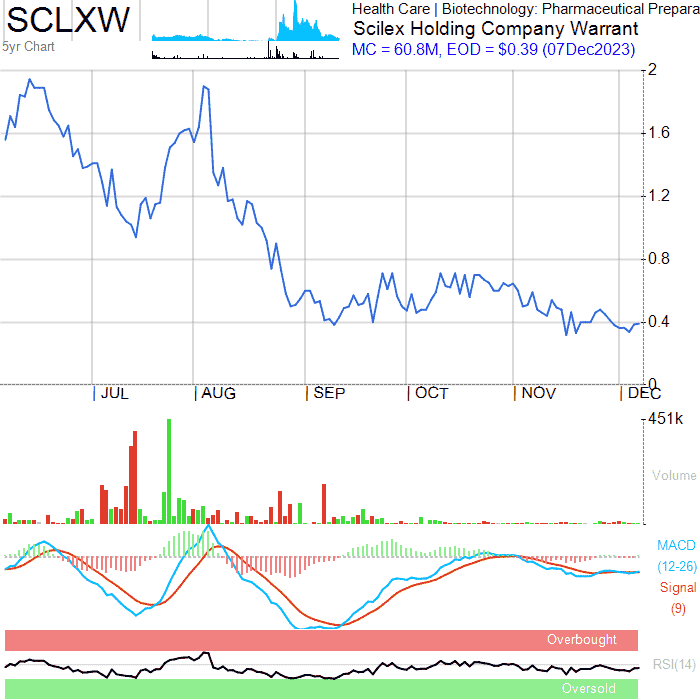 SCLXW
5yr Chart
Health Care | Biotechnology: Pharmaceutical Prepara
Scilex Holding Company Warrant
MC = 60.8M, EOD = $0.39 (07Dec2023)
2
1.6
1.2
0.8
0.4
0
JUL AUG SEP OCT NOV DEC
451k
Volume
MACD
(12-26)
Signal
(9)
Overbought
RSI(14)
Oversold